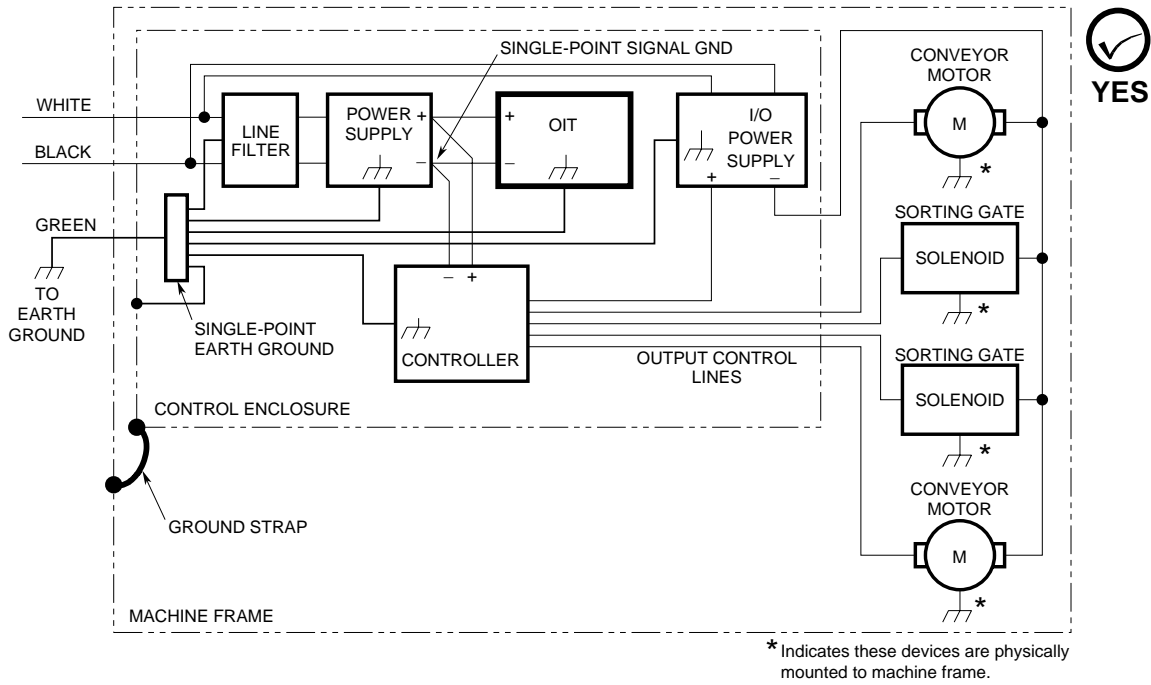 SINGLE-POINT SIGNAL GND
YES
WHITE
BLACK
GREEN
TO
EARTH
GROUND
LINE
FILTER
POWER
SUPPLY
+
–
+
–
OIT
I/O
POWER
SUPPLY
+
–
CONVEYOR
MOTOR
M
*
SORTING GATE
SOLENOID
*
SINGLE-POINT
EARTH GROUND
– +
CONTROLLER
OUTPUT CONTROL
LINES
SORTING GATE
SOLENOID
*
CONTROL ENCLOSURE
GROUND STRAP
CONVEYOR
MOTOR
M
*
MACHINE FRAME
* Indicates these devices are physically
mounted to machine frame.